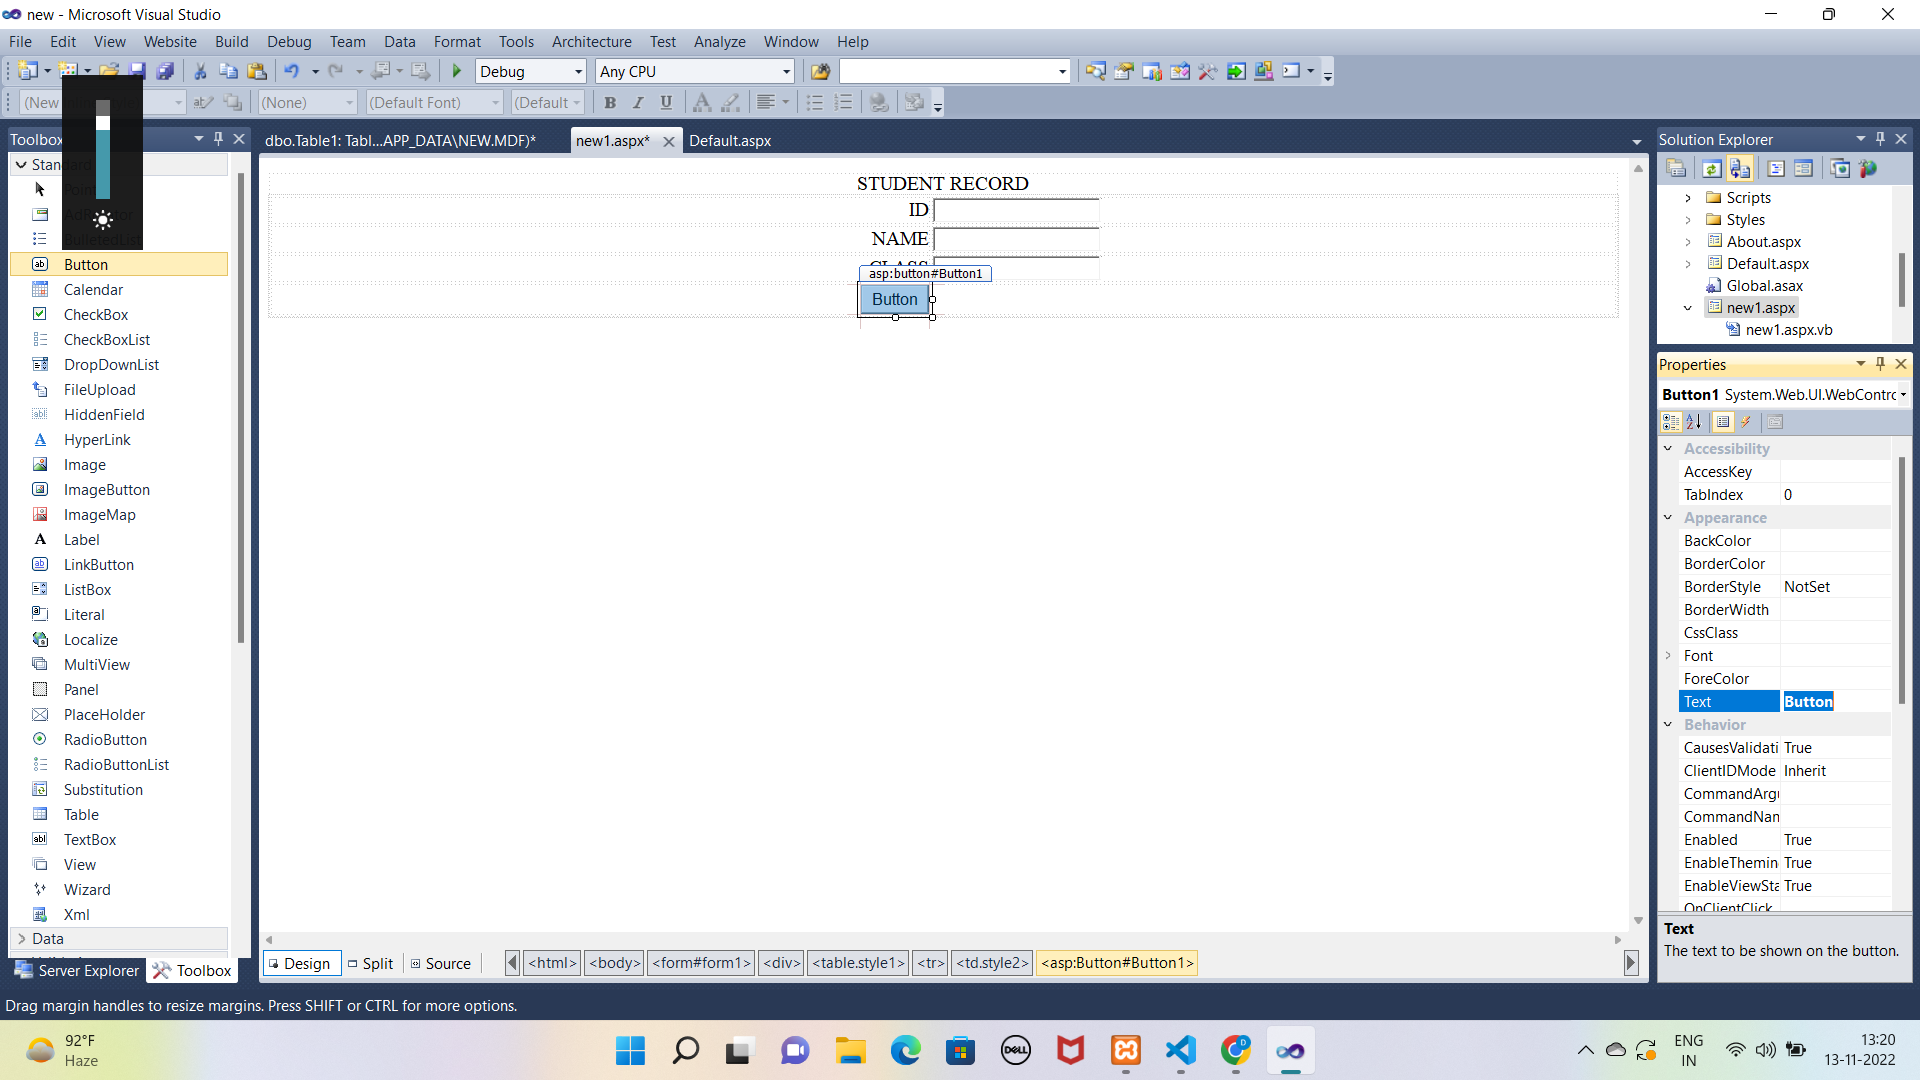 new - Microsoft Visual Studio
File Edit View Website Build Debug Team Data Format Tools Architecture Test Analyze Window Help
Debug Any CPU
(New (None) (Default Font) (Default B I U
Toolbox
dbo.Table1: Tabl...APP_DATA\NEW.MDF)* new1.aspx* Default.aspx
Solution Explorer
Standard
Button
Calendar
CheckBox
CheckBoxList
DropDownList
FileUpload
HiddenField
HyperLink
Image
ImageButton
ImageMap
Label
LinkButton
ListBox
Literal
Localize
MultiView
Panel
PlaceHolder
RadioButton
RadioButtonList
Substitution
Table
TextBox
View
Wizard
Xml
Data
Server Explorer Toolbox
STUDENT RECORD
ID
NAME
CLASS
asp:button#Button1
Button
Design Split Source <html> <body> <form#form1> <div> <table.style1> <tr> <td.style2> <asp:Button#Button1>
Scripts
Styles
About.aspx
Default.aspx
Global.asax
new1.aspx
new1.aspx.vb
Properties
Button1 System.Web.UI.WebContro
Accessibility
AccessKey
TabIndex 0
Appearance
BackColor
BorderColor
BorderStyle NotSet
BorderWidth
CssClass
Font
ForeColor
Text Button
Behavior
CausesValidati True
ClientIDMode Inherit
CommandArgu
CommandNan
Enabled True
EnableThemin True
EnableViewSta True
OnClientClick
Text
The text to be shown on the button.
Drag margin handles to resize margins. Press SHIFT or CTRL for more options.
92°F
Haze
DELL
ENG
IN
13:20
13-11-2022